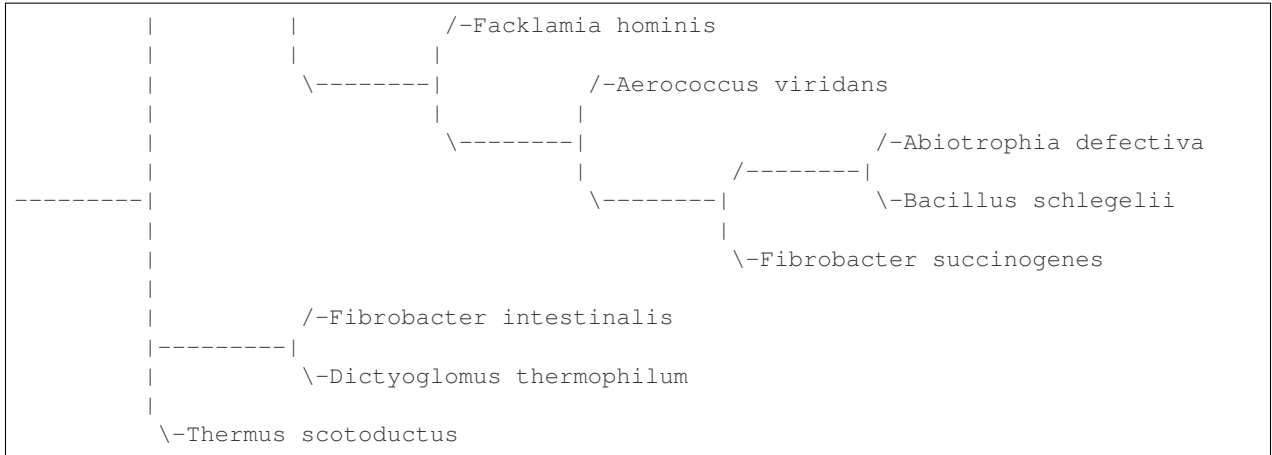 /-Facklamia hominis
/-Aerococcus viridans
/-Abiotrophia defectiva
\-Bacillus schlegelii
\-Fibrobacter succinogenes
/-Fibrobacter intestinalis
\-Dictyoglomus thermophilum
\-Thermus scotoductus